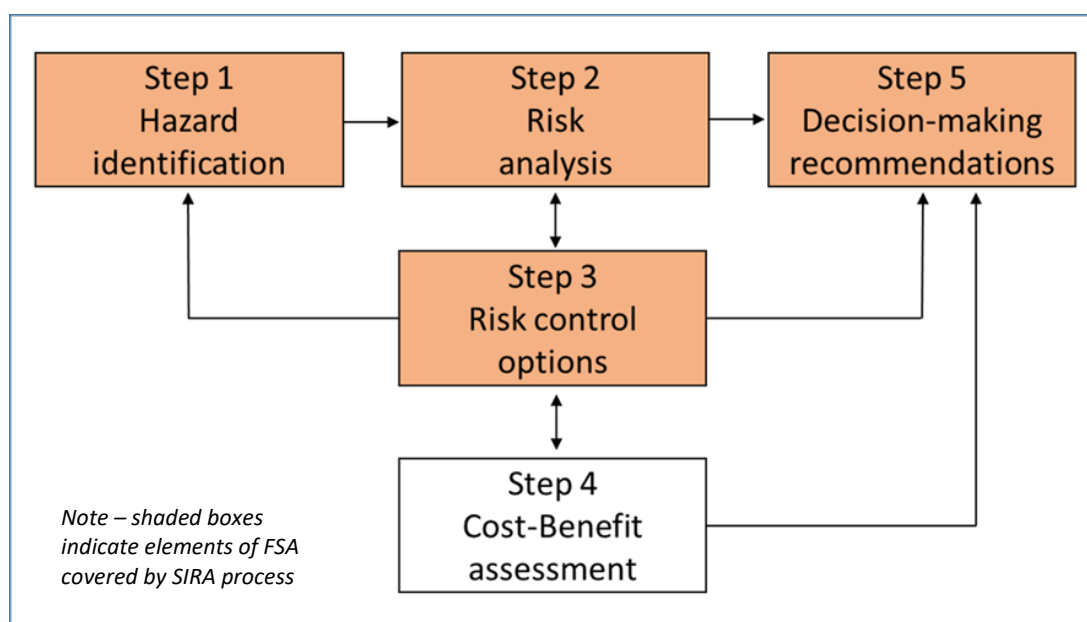 Step 1
Hazard
identification
Step 2
Risk
analysis
Step 5
Decision-making
recommendations
Step 3
Risk control
options
Step 4
Cost-Benefit
assessment
Note – shaded boxes
indicate elements of FSA
covered by SIRA process